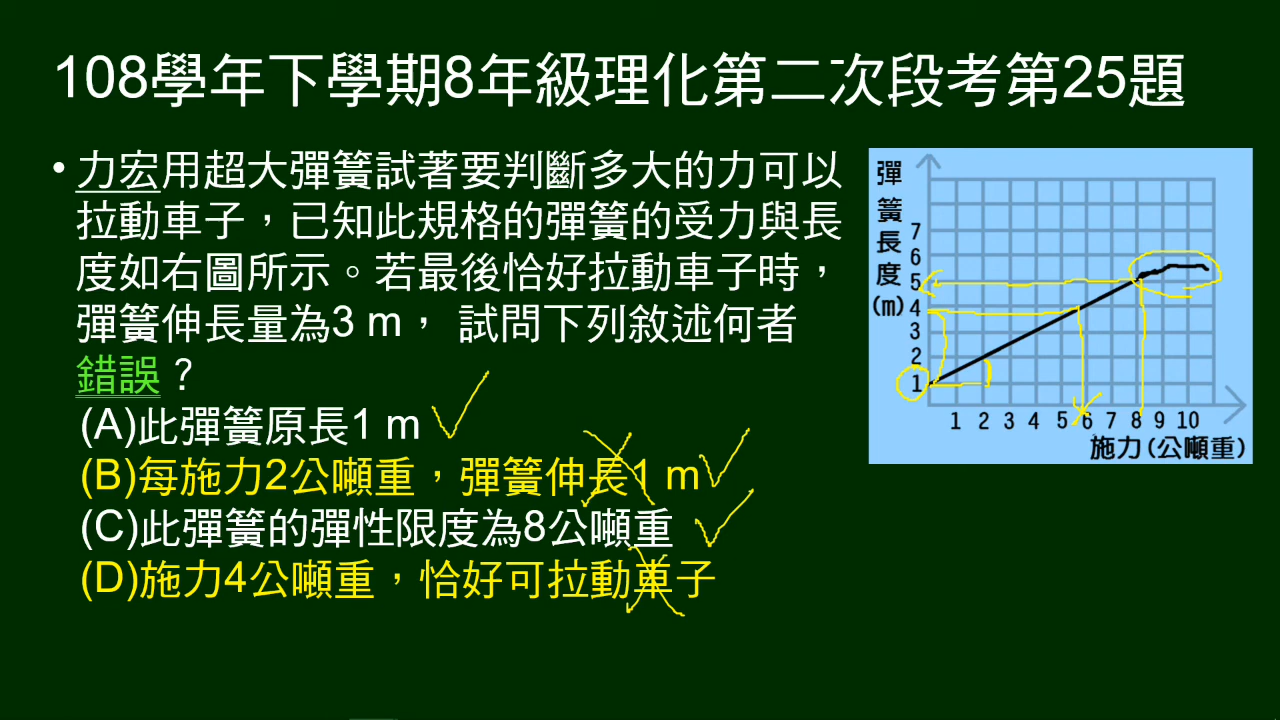 108學年下學期8年級理化第二次段考第25題
• 力宏用超大彈簧試著要判斷多大的力可以
拉動車子，已知此規格的彈簧的受力與長
度如右圖所示。若最後恰好拉動車子時，
彈簧伸長量為3 m， 試問下列敘述何者
錯誤？
(A)此彈簧原長1 m
(B)每施力2公噸重，彈簧伸長1 m
(C)此彈簧的彈性限度為8公噸重
(D)施力4公噸重，恰好可拉動車子
彈簧長度(m)
7
6
5
4
3
2
1
1 2 3 4 5 6 7 8 9 10
施力(公噸重)